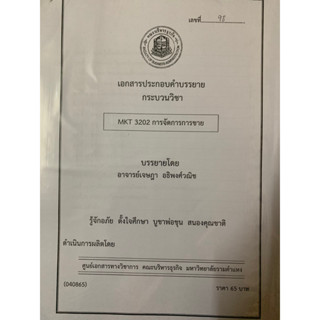 เลขที่ 95
เอกสารประกอบคำบรรยาย
กระบวนวิชา
MKT 3202 การจัดการการขาย
บรรยายโดย
อาจารย์เจษฎา อธิพงศ์วณิช
รู้จักอภัย ตั้งใจศึกษา บูชาพ่อขุน สนองคุณชาติ
ดำเนินการผลิตโดย
ศูนย์เอกสารทางวิชาการ คณะบริหารธุรกิจ มหาวิทยาลัยรามคำแหง
(040865)
ราคา 65 บาท